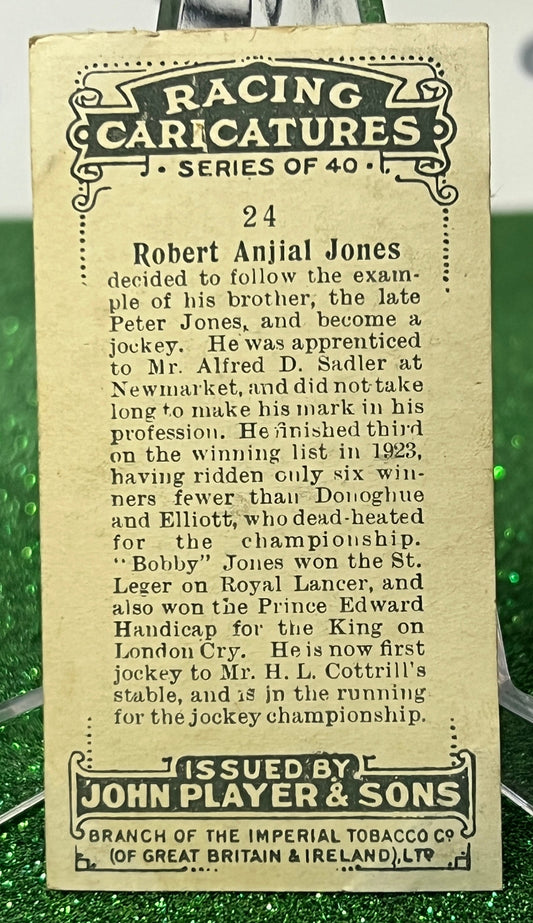 RACING
CARICATURES
· SERIES OF 40 ·
24
Robert Anjial Jones
decided to follow the exam-
ple of his brother, the late
Peter Jones, and become a
jockey. He was apprenticed
to Mr. Alfred D. Sadler at
Newmarket, and did not take
long to make his mark in his
profession. He finished third
on the winning list in 1923,
having ridden only six win-
ners fewer than Donoghue
and Elliott, who dead-heated
for the championship.
"Bobby" Jones won the St.
Leger on Royal Lancer, and
also won the Prince Edward
Handicap for the King on
London Cry. He is now first
jockey to Mr. H. L. Cottrill's
stable, and is in the running
for the jockey championship.
ISSUED BY
JOHN PLAYER & SONS
BRANCH OF THE IMPERIAL TOBACCO CO
(OF GREAT BRITAIN & IRELAND), LTD